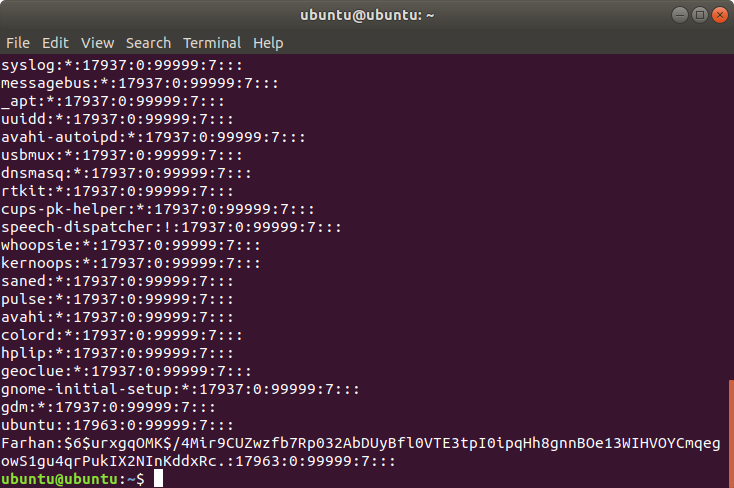 ubuntu@ubuntu: ~
File Edit View Search Terminal Help
syslog:*:17937:0:99999:7:::
messagebus:*:17937:0:99999:7:::
_apt:*:17937:0:99999:7:::
uuidd:*:17937:0:99999:7:::
avahi-autoipd:*:17937:0:99999:7:::
usbmux:*:17937:0:99999:7:::
dnsmasq:*:17937:0:99999:7:::
rtkit:*:17937:0:99999:7:::
cups-pk-helper:*:17937:0:99999:7:::
speech-dispatcher:!:17937:0:99999:7:::
whoopsie:*:17937:0:99999:7:::
kernoops:*:17937:0:99999:7:::
saned:*:17937:0:99999:7:::
pulse:*:17937:0:99999:7:::
avahi:*:17937:0:99999:7:::
colord:*:17937:0:99999:7:::
hplip:*:17937:0:99999:7:::
geoclue:*:17937:0:99999:7:::
gnome-initial-setup:*:17937:0:99999:7:::
gdm:*:17937:0:99999:7:::
ubuntu::17963:0:99999:7:::
Farhan:$6$urxgqOMK$/4Mir9CUZwzfb7Rp032AbDUyBfl0VTE3tpI0ipqHh8gnnBOe13WIHVOYCmqeg
owS1gu4qrPukIX2NInKddxRc.:17963:0:99999:7:::
ubuntu@ubuntu:~$